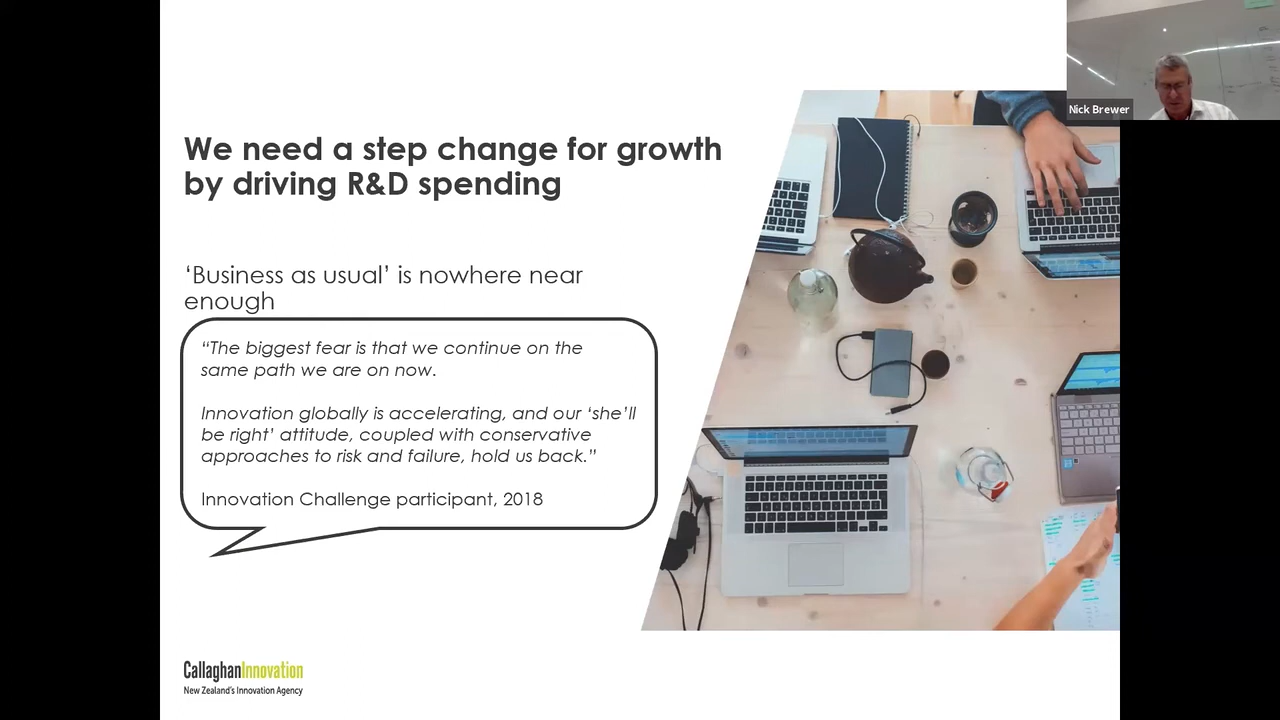 We need a step change for growth
by driving R&D spending
‘Business as usual’ is nowhere near
enough
“The biggest fear is that we continue on the
same path we are on now.
Innovation globally is accelerating, and our ‘she’ll
be right’ attitude, coupled with conservative
approaches to risk and failure, hold us back.”
Innovation Challenge participant, 2018
CallaghanInnovation
New Zealand’s Innovation Agency
Nick Brewer